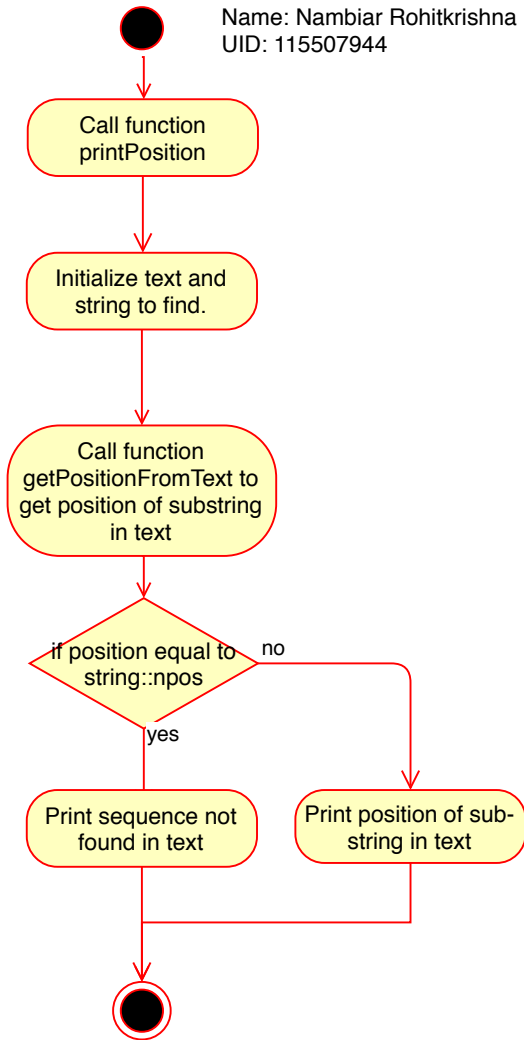 Name: Nambiar Rohitkrishna
UID: 115507944
Call function
printPosition
Initialize text and
string to find.
Call function
getPositionFromText to
get position of substring
in text
if position equal to
string::npos
no
yes
Print sequence not
found in text
Print position of sub-
string in text